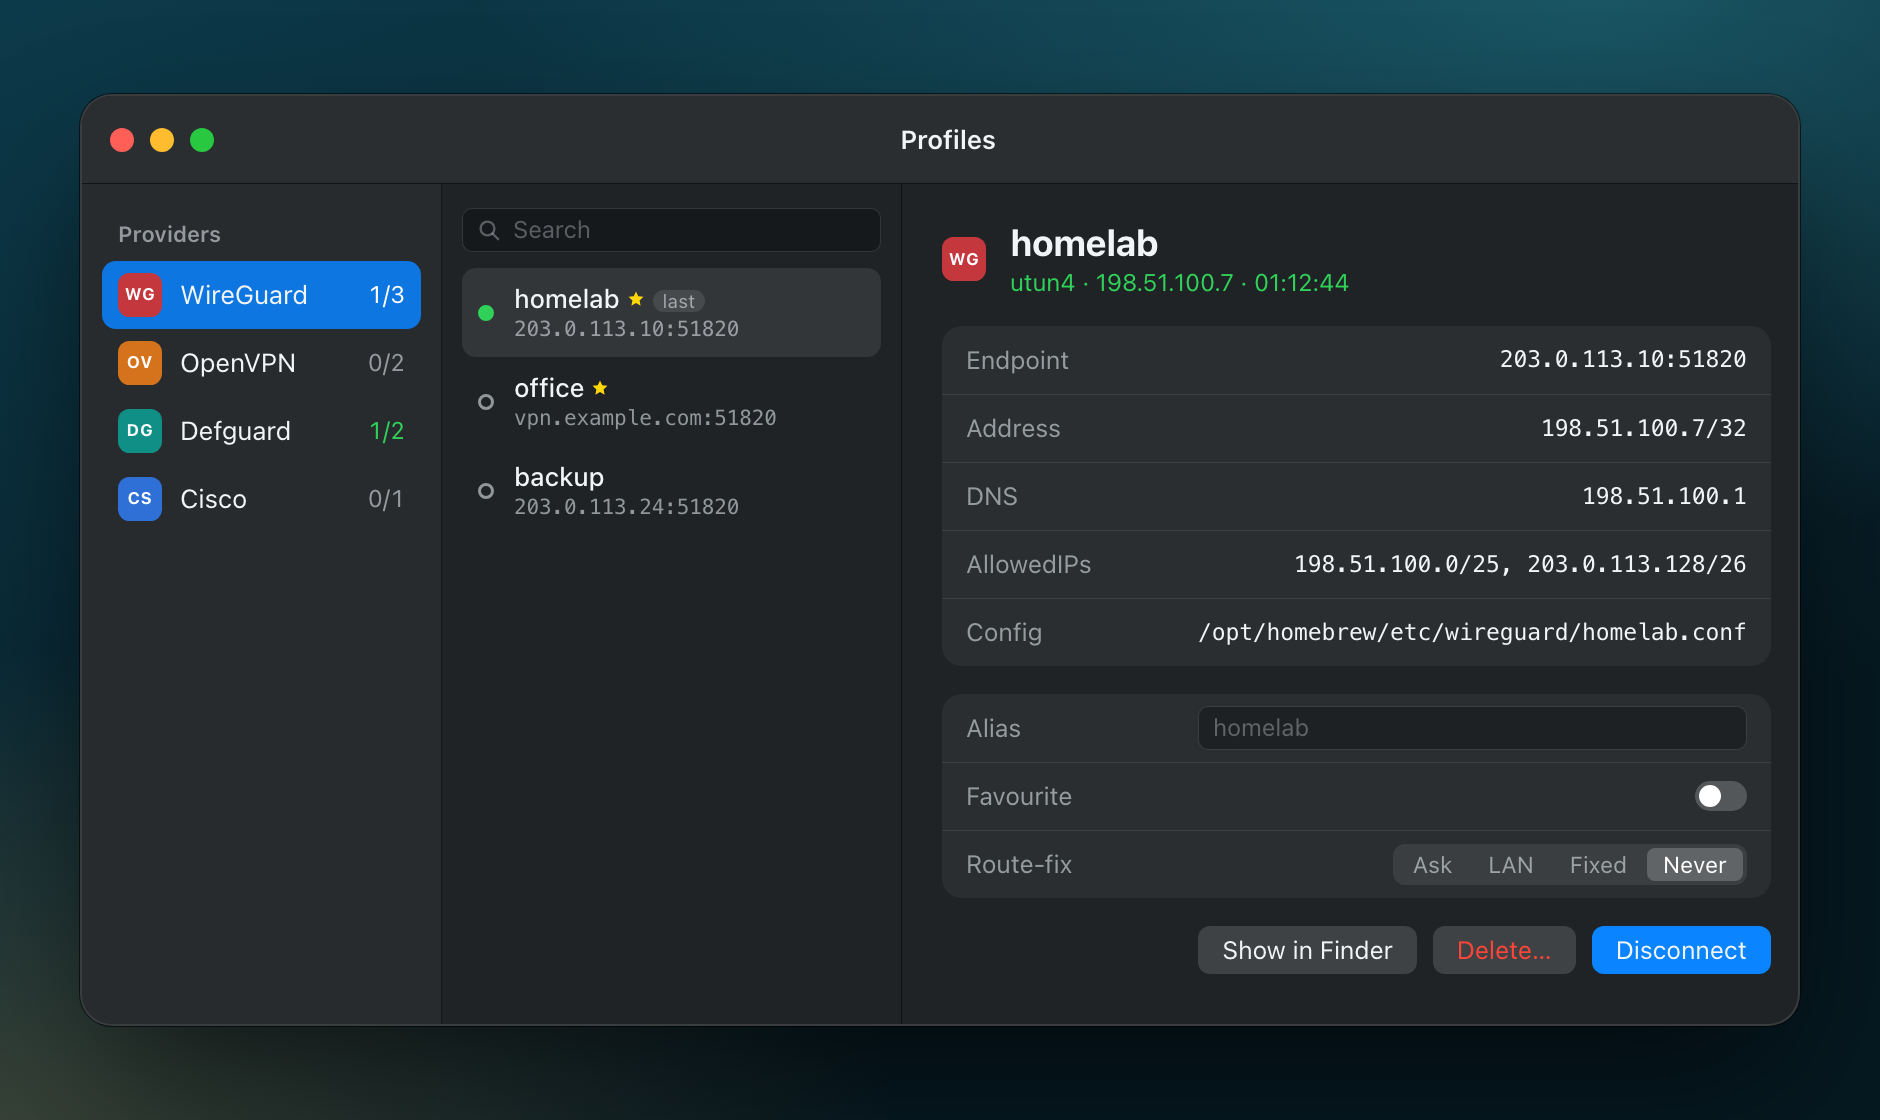 Profiles
Providers
WG WireGuard 1/3
OV OpenVPN 0/2
DG Defguard 1/2
CS Cisco 0/1
Search
homelab last
203.0.113.10:51820
office
vpn.example.com:51820
backup
203.0.113.24:51820
WG homelab
utun4 · 198.51.100.7 · 01:12:44
Endpoint 203.0.113.10:51820
Address 198.51.100.7/32
DNS 198.51.100.1
AllowedIPs 198.51.100.0/25, 203.0.113.128/26
Config /opt/homebrew/etc/wireguard/homelab.conf
Alias homelab
Favourite
Route-fix Ask LAN Fixed Never
Show in Finder Delete... Disconnect